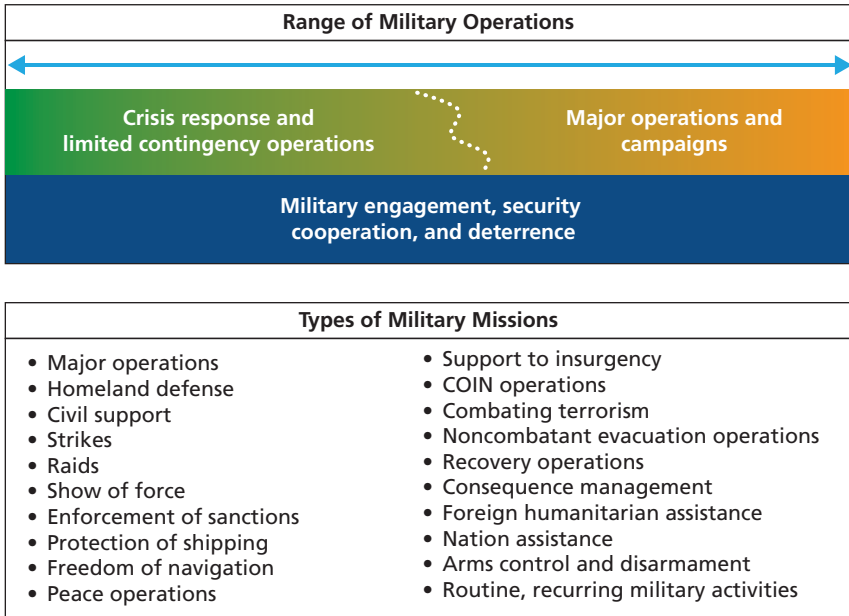 Range of Military Operations
Crisis response and
limited contingency operations
Major operations and
campaigns
Military engagement, security
cooperation, and deterrence
Types of Military Missions
• Major operations
• Homeland defense
• Civil support
• Strikes
• Raids
• Show of force
• Enforcement of sanctions
• Protection of shipping
• Freedom of navigation
• Peace operations
• Support to insurgency
• COIN operations
• Combating terrorism
• Noncombatant evacuation operations
• Recovery operations
• Consequence management
• Foreign humanitarian assistance
• Nation assistance
• Arms control and disarmament
• Routine, recurring military activities